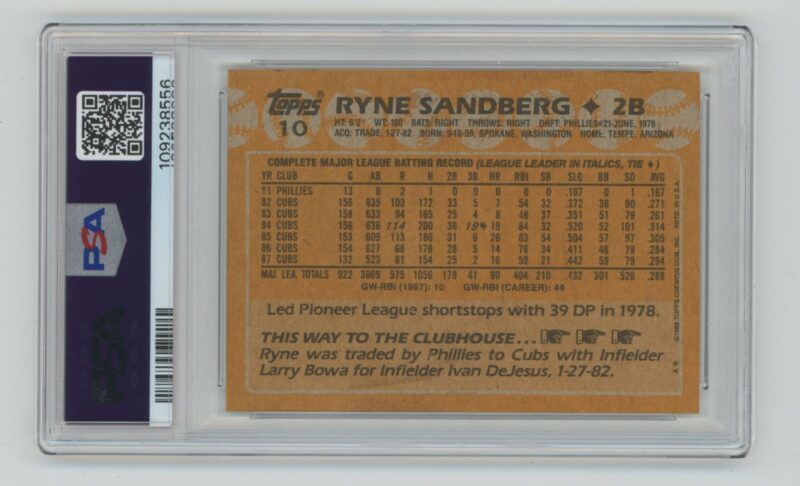 PSA
PSA
109238556
Topps® RYNE SANDBERG ✦ 2B
10 HT: 6'2" WT: 180 BATS: RIGHT THROWS: RIGHT DRFT: PHILLIES #21-JUNE, 1978
ACQ: TRADE, 1-27-82 BORN: 9-18-59, SPOKANE, WASHINGTON HOME: TEMPE, ARIZONA
COMPLETE MAJOR LEAGUE BATTING RECORD (LEAGUE LEADER IN ITALICS, TIE ♦)
YR CLUB G AB R H 2B 3B HR RBI SB SLG BB SO AVG
81 PHILLIES 13 6 2 1 0 0 0 0 0 .167 0 1 .167
82 CUBS 156 635 103 172 33 5 7 54 32 .372 36 90 .271
83 CUBS 158 633 94 165 25 4 8 48 37 .351 51 79 .261
84 CUBS 156 636 114 200 36 19♦ 19 84 32 .520 52 101 .314
85 CUBS 153 609 113 186 31 6 26 83 54 .504 57 97 .305
86 CUBS 154 627 68 178 28 5 14 76 34 .411 46 79 .284
87 CUBS 132 523 81 154 25 2 16 59 21 .442 59 79 .294
MAJ. LEA. TOTALS 922 3669 575 1056 178 41 90 404 210 .432 301 526 .288
GW-RBI (1987): 10 GW-RBI (CAREER): 44
Led Pioneer League shortstops with 39 DP in 1978.
THIS WAY TO THE CLUBHOUSE...
Ryne was traded by Phillies to Cubs with Infielder
Larry Bowa for Infielder Ivan DeJesus, 1-27-82.
A. R. ©1988 TOPPS CHEWING GUM, INC. PRTD. IN U.S.A.